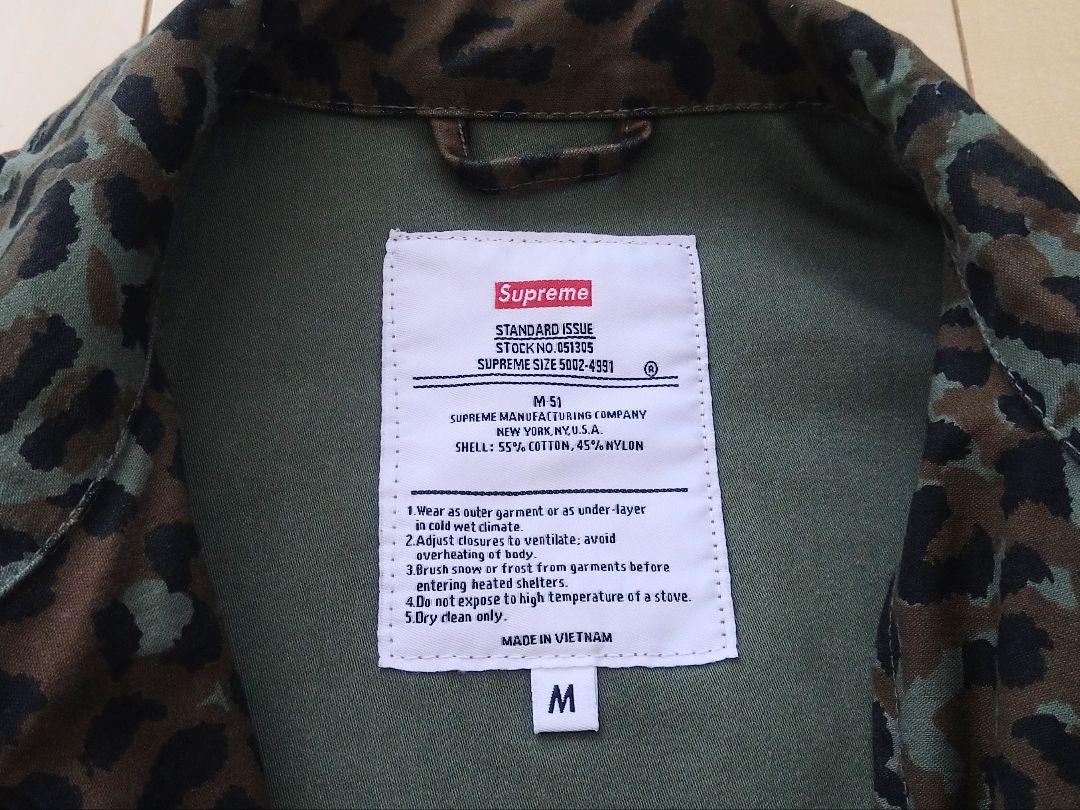 Supreme
STANDARD ISSUE
STOCK NO. 051305
SUPREME SIZE 5002-4991 ®
M-51
SUPREME MANUFACTURING COMPANY
NEW YORK, NY, U.S.A.
SHELL: 55% COTTON, 45% NYLON
1.Wear as outer garment or as under-layer
in cold wet climate.
2.Adjust closures to ventilate; avoid
overheating of body.
3.Brush snow or frost from garments before
entering heated shelters.
4.Do not expose to high temperature of a stove.
5.Dry clean only.
MADE IN VIETNAM
M